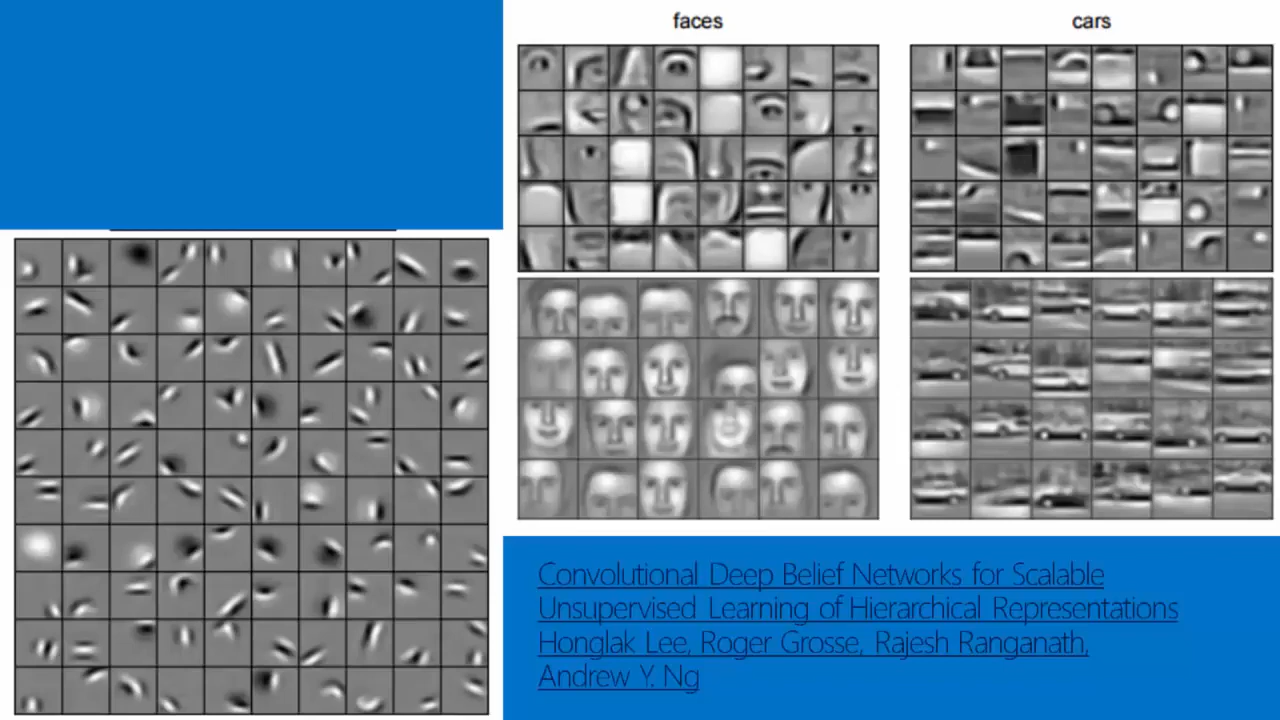 faces
cars
Convolutional Deep Belief Networks for Scalable
Unsupervised Learning of Hierarchical Representations
Honglak Lee, Roger Grosse, Rajesh Ranganath,
Andrew Y. Ng